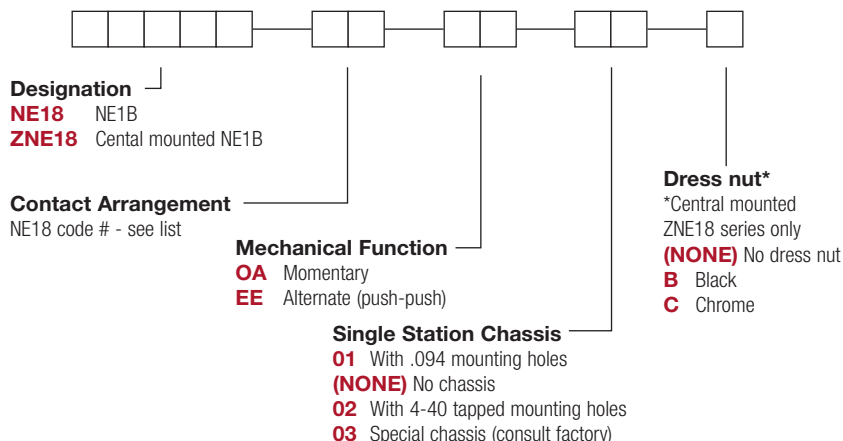 Designation
NE18 NE1B
ZNE18 Cental mounted NE1B
Contact Arrangement
NE18 code # - see list
Mechanical Function
OA Momentary
EE Alternate (push-push)
Single Station Chassis
01 With .094 mounting holes
(NONE) No chassis
02 With 4-40 tapped mounting holes
03 Special chassis (consult factory)
Dress nut*
*Central mounted
ZNE18 series only
(NONE) No dress nut
B Black
C Chrome